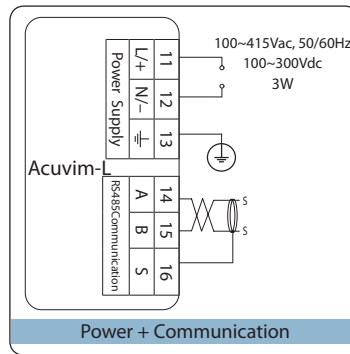 100~415Vac, 50/60Hz
100~300Vdc
3W
Power Supply
L/+
11
N/-
12
13
Acuvim-L
RS485Communication
A
14
B
15
S
16
S
S
Power + Communication